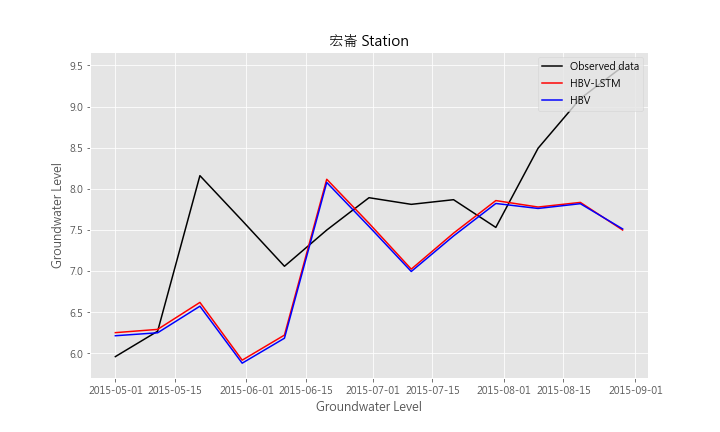 宏崙 Station
Observed data
HBV-LSTM
HBV
Groundwater Level
9.5
9.0
8.5
8.0
7.5
7.0
6.5
6.0
2015-05-01 2015-05-15 2015-06-01 2015-06-15 2015-07-01 2015-07-15 2015-08-01 2015-08-15 2015-09-01
Groundwater Level